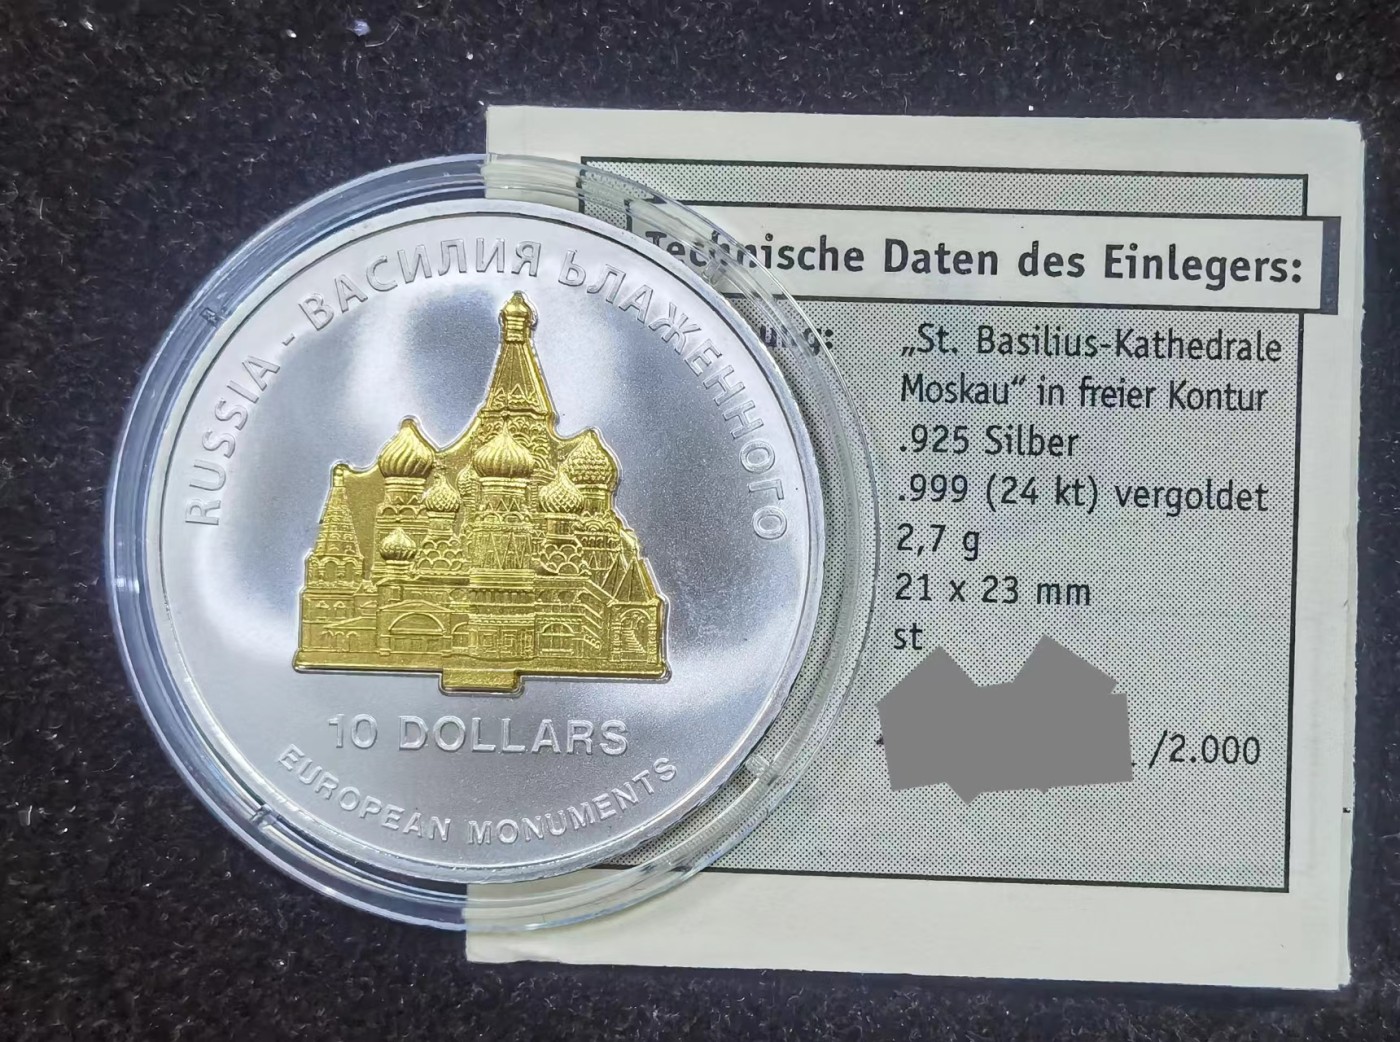 RUSSIA - ВАСИЛИЯ ЬЛАЖЕННОГО
10 DOLLARS
EUROPEAN MONUMENTS
Technische Daten des Einlegers:
„St. Basilius-Kathedrale
Moskau“ in freier Kontur
.925 Silber
.999 (24 kt) vergoldet
2,7 g
21 x 23 mm
st
/2.000